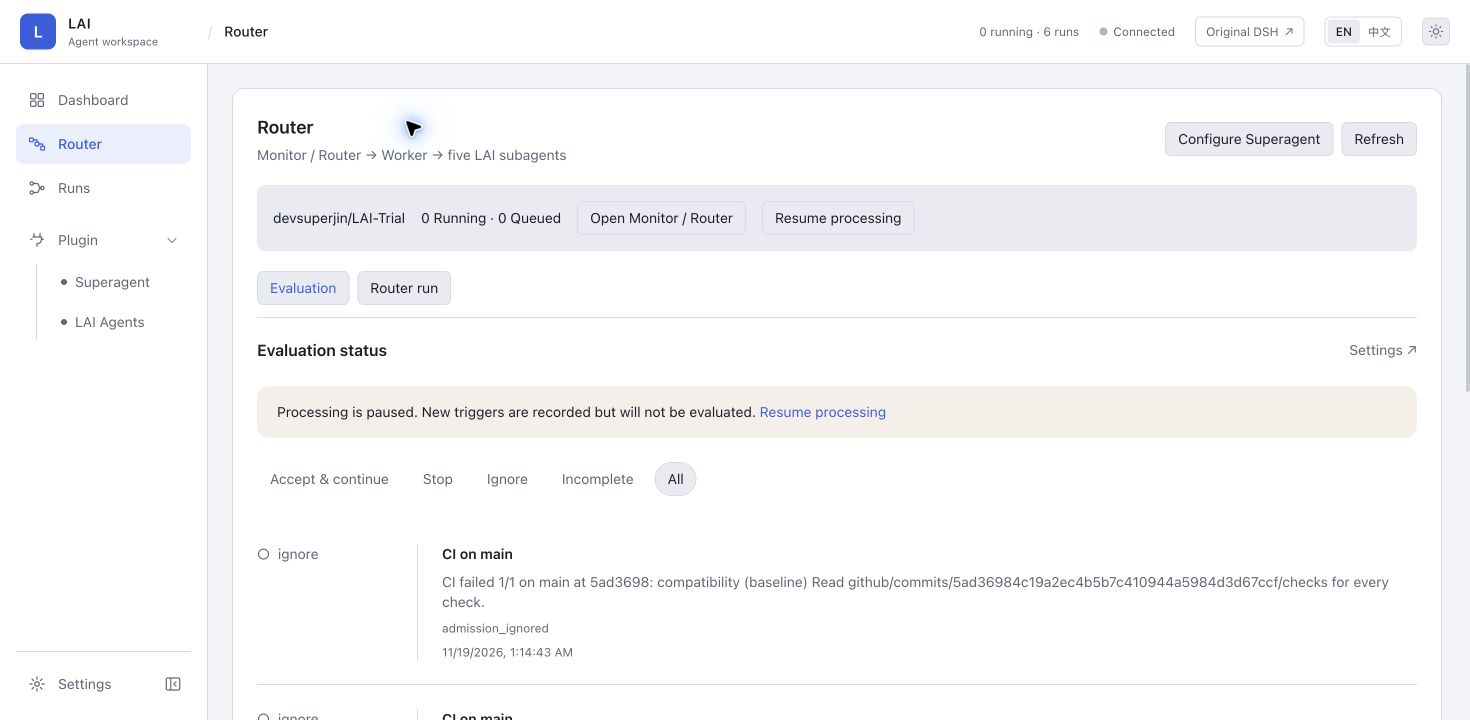 L
LAI
Agent workspace
/ Router
0 running · 6 runs
Connected
Original DSH ↗
EN
中文
Dashboard
Router
Runs
Plugin
Superagent
LAI Agents
Settings
Router
Monitor / Router → Worker → five LAI subagents
Configure Superagent
Refresh
devsuperjin/LAI-Trial
0 Running · 0 Queued
Open Monitor / Router
Resume processing
Evaluation
Router run
Evaluation status
Settings ↗
Processing is paused. New triggers are recorded but will not be evaluated. Resume processing
Accept & continue
Stop
Ignore
Incomplete
All
ignore
CI on main
CI failed 1/1 on main at 5ad3698: compatibility (baseline) Read github/commits/5ad36984c19a2ec4b5b7c410944a5984d3d67ccf/checks for every
check.
admission_ignored
11/19/2026, 1:14:43 AM
ignore
CI on main